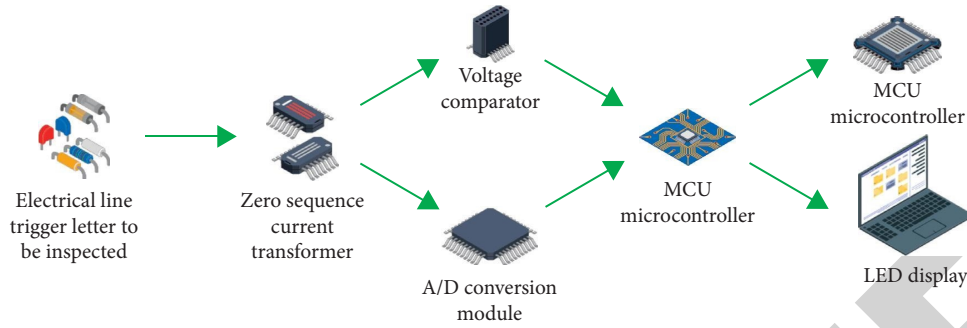 Electrical line
trigger letter to
be inspected
Zero sequence
current
transformer
Voltage
comparator
A/D conversion
module
MCU
microcontroller
MCU
microcontroller
LED display